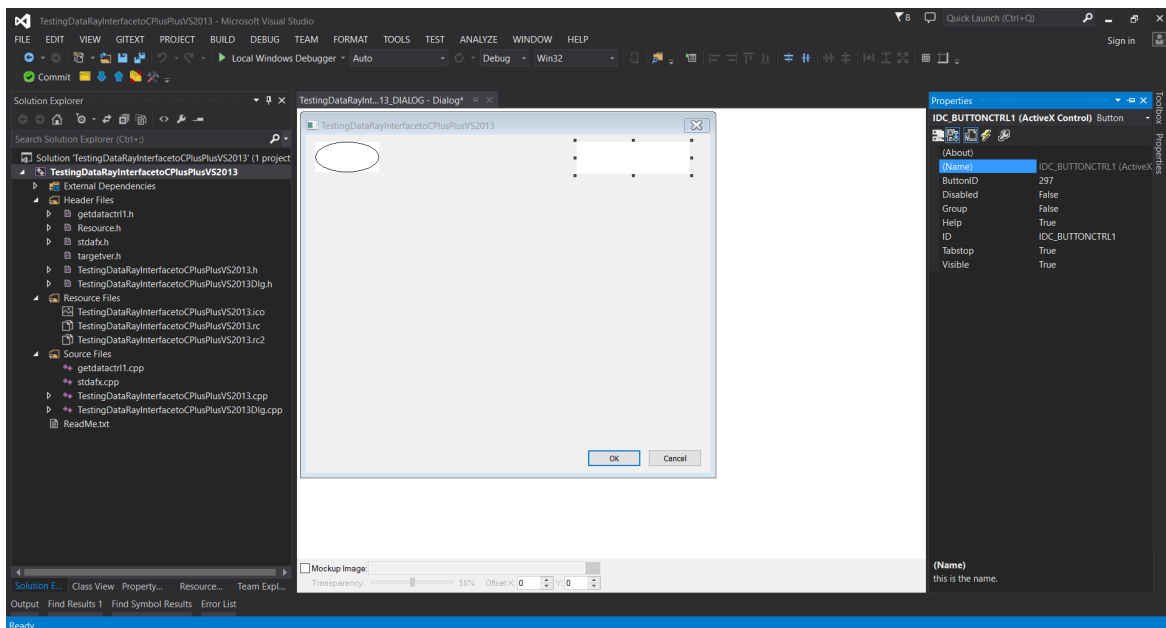 TestingDataRayInterfacetoCPlusPlusVS2013 - Microsoft Visual Studio
8
Quick Launch (Ctrl+Q)
FILE EDIT VIEW GITEXT PROJECT BUILD DEBUG TEAM FORMAT TOOLS TEST ANALYZE WINDOW HELP
Sign in
Local Windows Debugger Auto Debug Win32
Commit
Solution Explorer
Search Solution Explorer (Ctrl+;)
Solution 'TestingDataRayInterfacetoCPlusPlusVS2013' (1 project
TestingDataRayInterfacetoCPlusPlusVS2013
External Dependencies
Header Files
getdatactrl1.h
Resource.h
stdafx.h
targetver.h
TestingDataRayInterfacetoCPlusPlusVS2013.h
TestingDataRayInterfacetoCPlusPlusVS2013Dlg.h
Resource Files
TestingDataRayInterfacetoCPlusPlusVS2013.ico
TestingDataRayInterfacetoCPlusPlusVS2013.rc
TestingDataRayInterfacetoCPlusPlusVS2013.rc2
Source Files
getdatactrl1.cpp
stdafx.cpp
TestingDataRayInterfacetoCPlusPlusVS2013.cpp
TestingDataRayInterfacetoCPlusPlusVS2013Dlg.cpp
ReadMe.txt
Solution E... Class View Property... Resource... Team Expl...
TestingDataRayInt...13_DIALOG - Dialog*
TestingDataRayInterfacetoCPlusPlusVS2013
OK Cancel
Mockup Image: ...
Transparency: 50% Offset X: 0 Y: 0
Properties
IDC_BUTTONCTRL1 (ActiveX Control) Button
(About)
(Name) IDC_BUTTONCTRL1 (ActiveX
ButtonID 297
Disabled False
Group False
Help True
ID IDC_BUTTONCTRL1
Tabstop True
Visible True
(Name)
this is the name.
Toolbox
Properties
Output Find Results 1 Find Symbol Results Error List
Ready